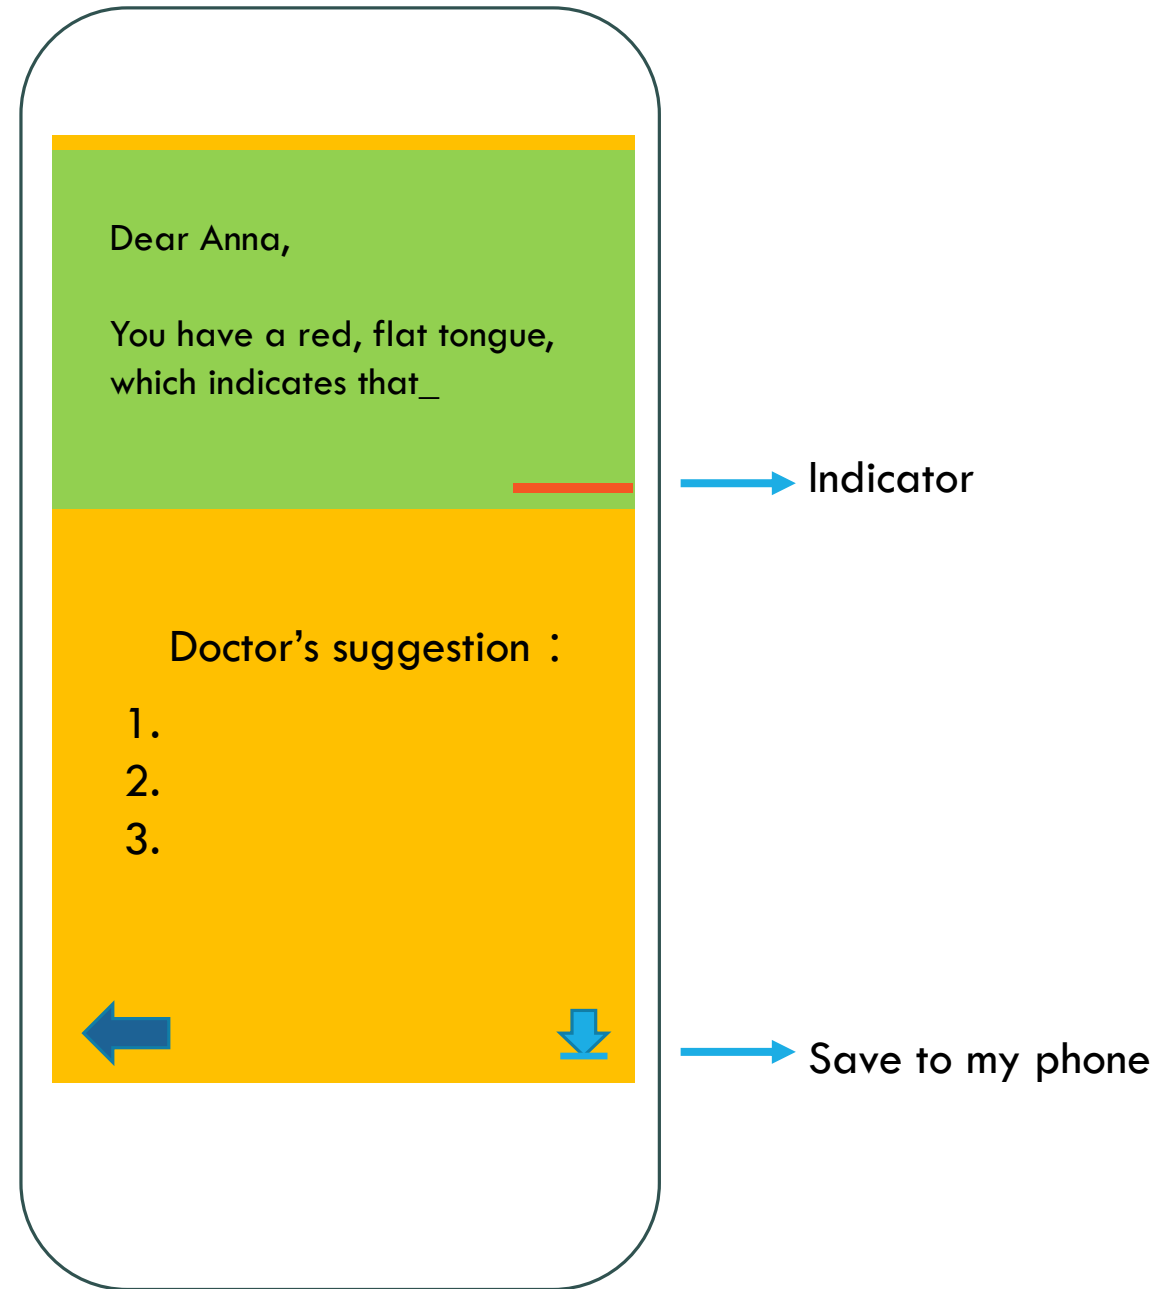 Dear Anna,
You have a red, flat tongue,
which indicates that_
Indicator
Doctor’s suggestion：
1.
2.
3.
Save to my phone